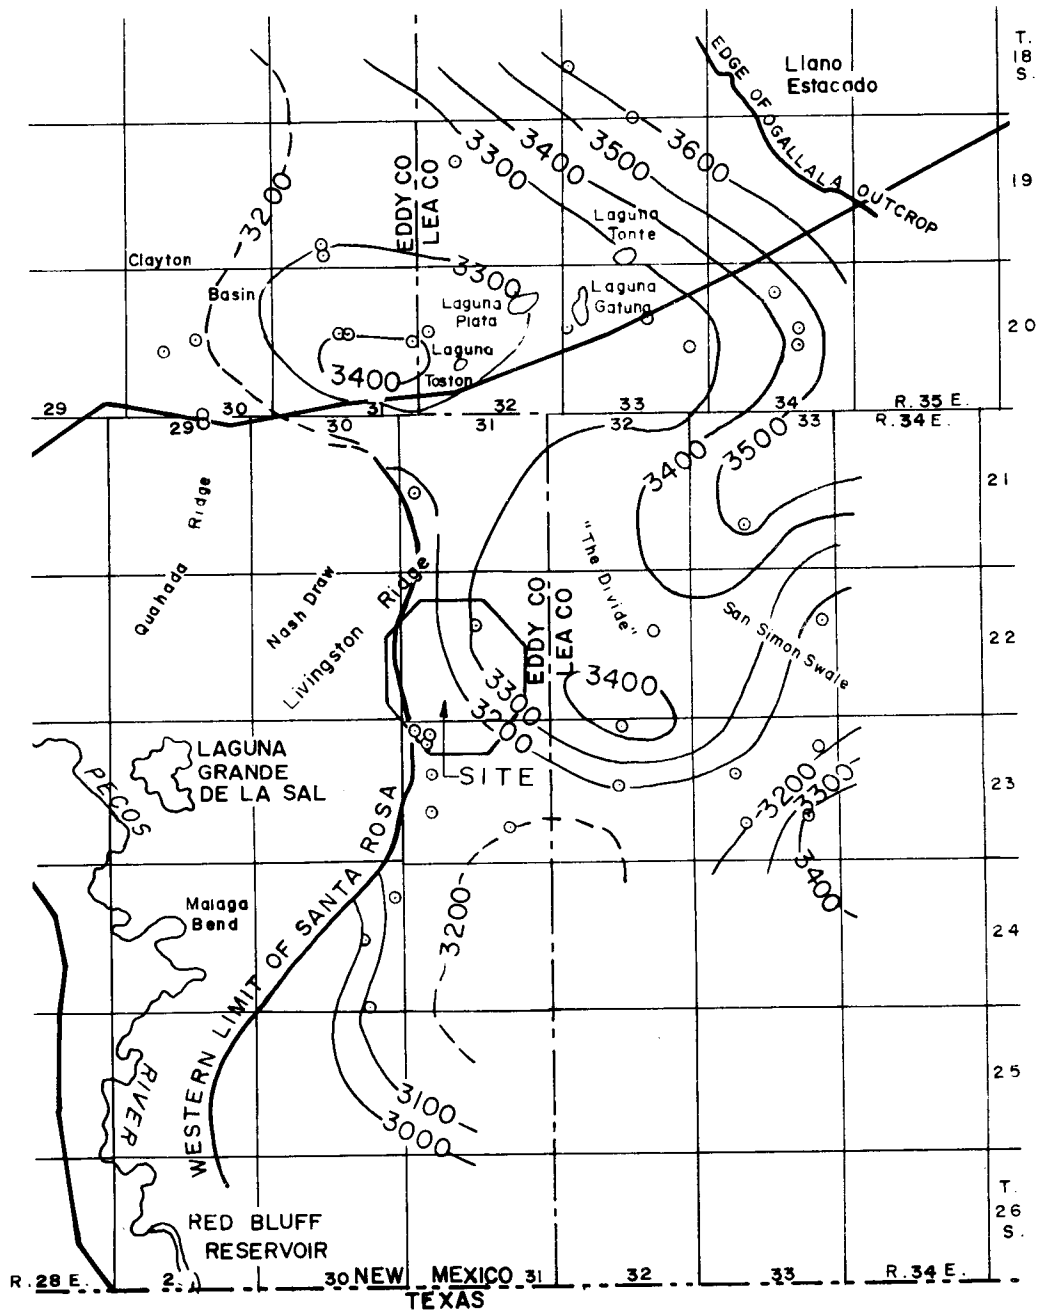 T.
18
S.
Llano
Estacado
EDGE OF OGALLALA OUTCROP
3600
3500
3400
3300
EDDY CO
LEA CO
19
3200
Laguna
Tonte
Clayton
Basin
3300
Laguna
Plata
Laguna
Gatuna
20
Laguna
Toston
3400
29
30
31
32
33
34
R. 35 E.
29
30
31
32
33
R. 34 E.
3400
3500
21
Quahada Ridge
Nash Draw
Livingston Ridge
"The Divide"
EDDY CO
LEA CO
San Simon Swale
22
3400
3300
3200
SITE
LAGUNA
GRANDE
DE LA SAL
PECOS
3200
3300
3400
23
WESTERN LIMIT OF SANTA ROSA
Malaga
Bend
3200
24
RIVER
3100
3000
25
T.
26
S.
RED BLUFF
RESERVOIR
R. 28 E.
2
30
NEW MEXICO
31
32
33
R. 34 E.
TEXAS